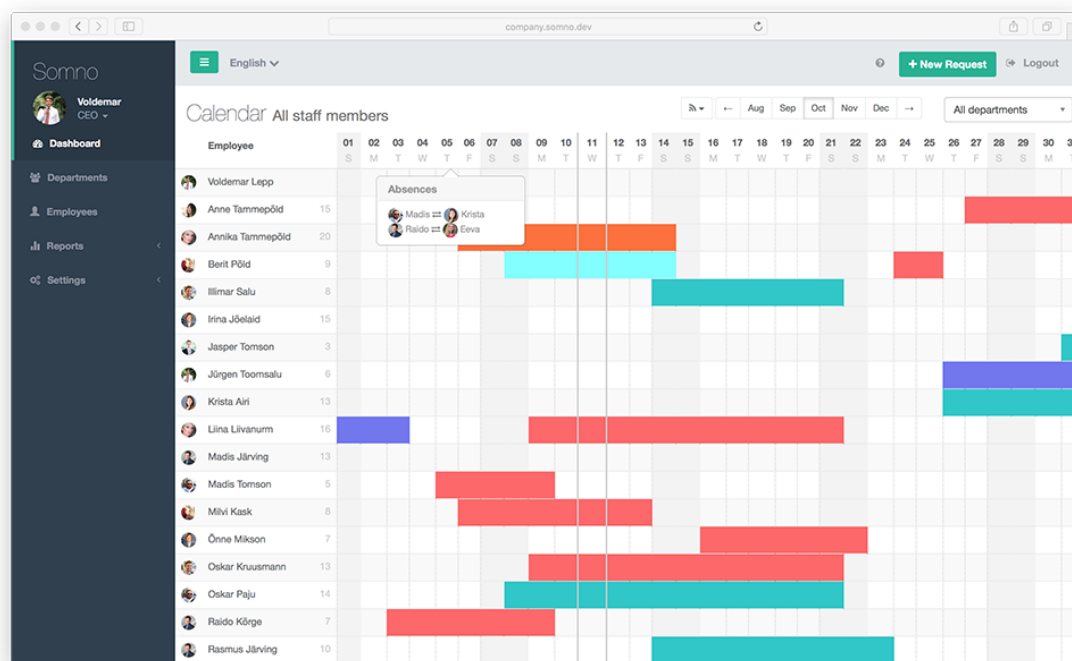 company.somno.dev
Somno
Voldemar
CEO
Dashboard
Departments
Employees
Reports
Settings
English
+ New Request
Logout
Calendar All staff members
← Aug Sep Oct Nov Dec →
All departments
Employee 01 02 03 04 05 06 07 08 09 10 11 12 13 14 15 16 17 18 19 20 21 22 23 24 25 26 27 28 29 30
S M T W T F S S M T W T F S S M T W T F S S M T W T F S S M T
Absences
Madis ⇄ Krista
Raido ⇄ Eeva
Voldemar Lepp
Anne Tammepõld 15
Annika Tammepõld 20
Berit Põld 9
Illimar Salu 8
Irina Jõelaid 15
Jasper Tomson 3
Jürgen Toomsalu 6
Krista Airi 13
Liina Liivanurm 16
Madis Järving 13
Madis Tomson 5
Milvi Kask 8
Õnne Mikson 7
Oskar Kruusmann 13
Oskar Paju 14
Raido Kõrge 7
Rasmus Järving 10